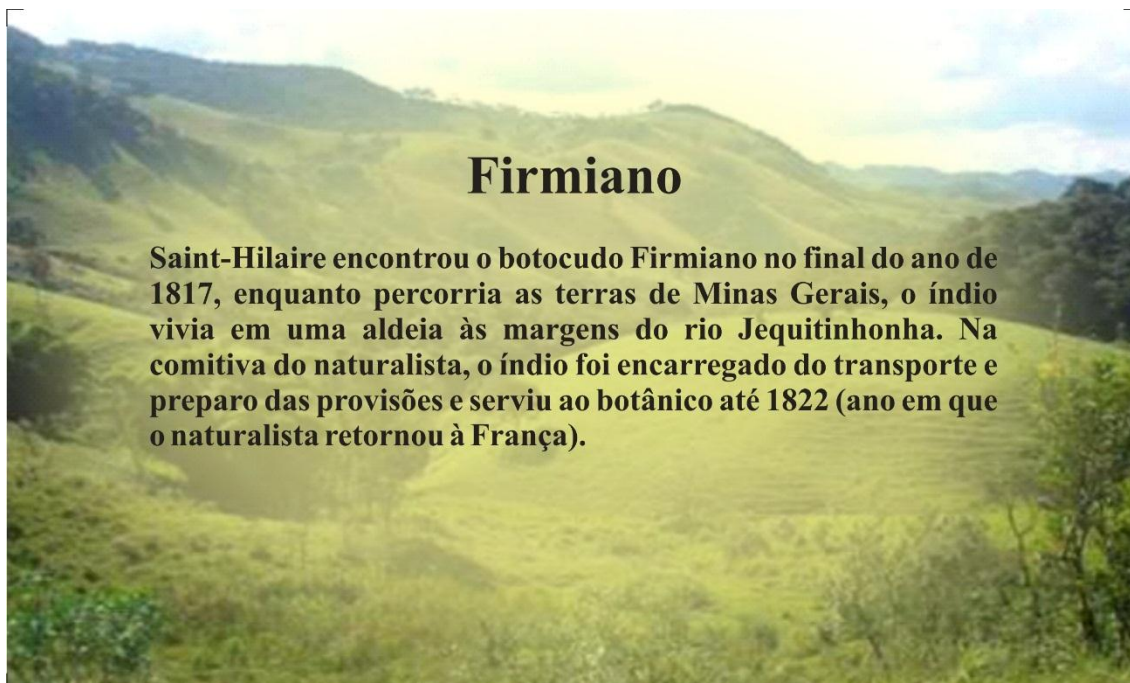 Firmiano
Saint-Hilaire encontrou o botocudo Firmiano no final do ano de
1817, enquanto percorria as terras de Minas Gerais, o índio
vivia em uma aldeia às margens do rio Jequitinhonha. Na
comitiva do naturalista, o índio foi encarregado do transporte e
preparo das provisões e serviu ao botânico até 1822 (ano em que
o naturalista retornou à França).